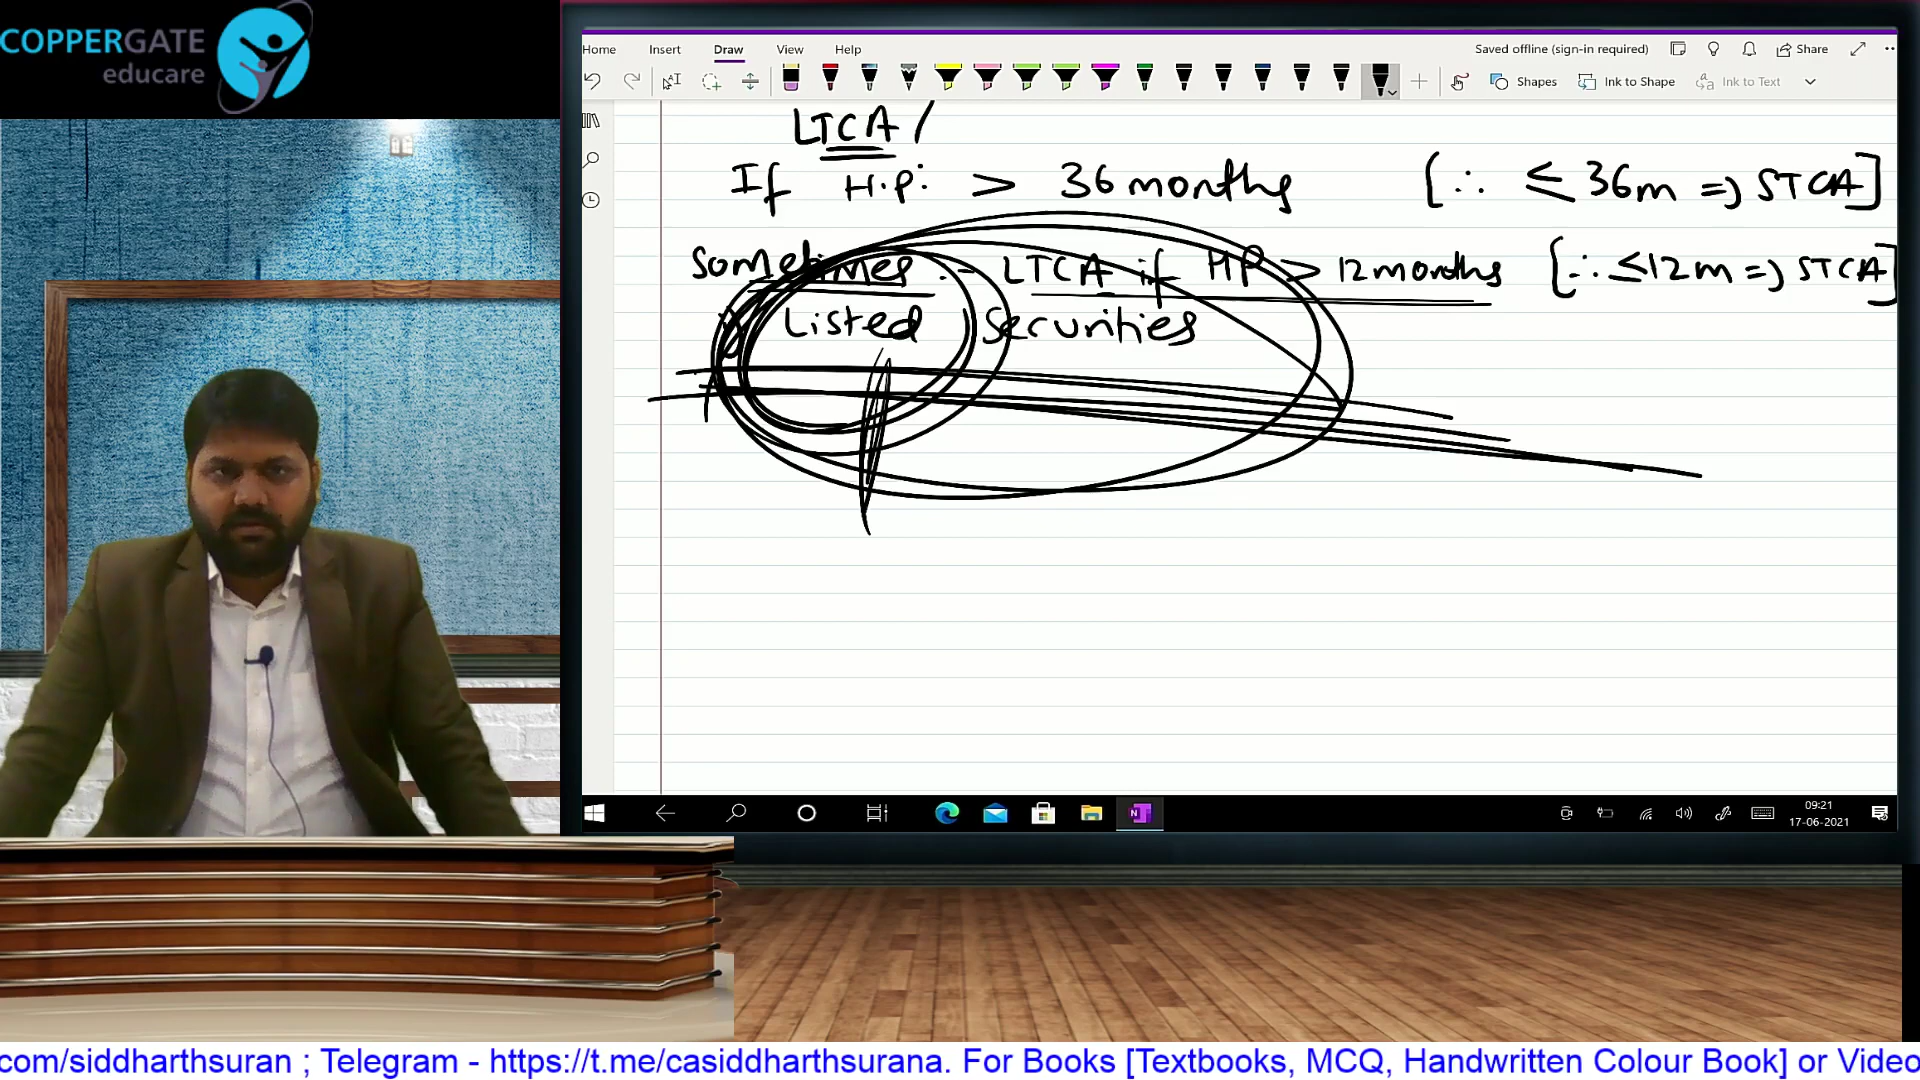 COPPERGATE
educare
Home Insert Draw View Help Saved offline (sign-in required) Share
Shapes Ink to Shape Ink to Text
LTCA /
If H.P. > 36 months [∴ ≤ 36m => STCA]
Sometimes :- LTCA if HP > 12 months [∴ ≤12m => STCA]
Listed Securities
09:21
17-06-2021
com/siddharthsuran ; Telegram - https://t.me/casiddharthsurana. For Books [Textbooks, MCQ, Handwritten Colour Book] or Video